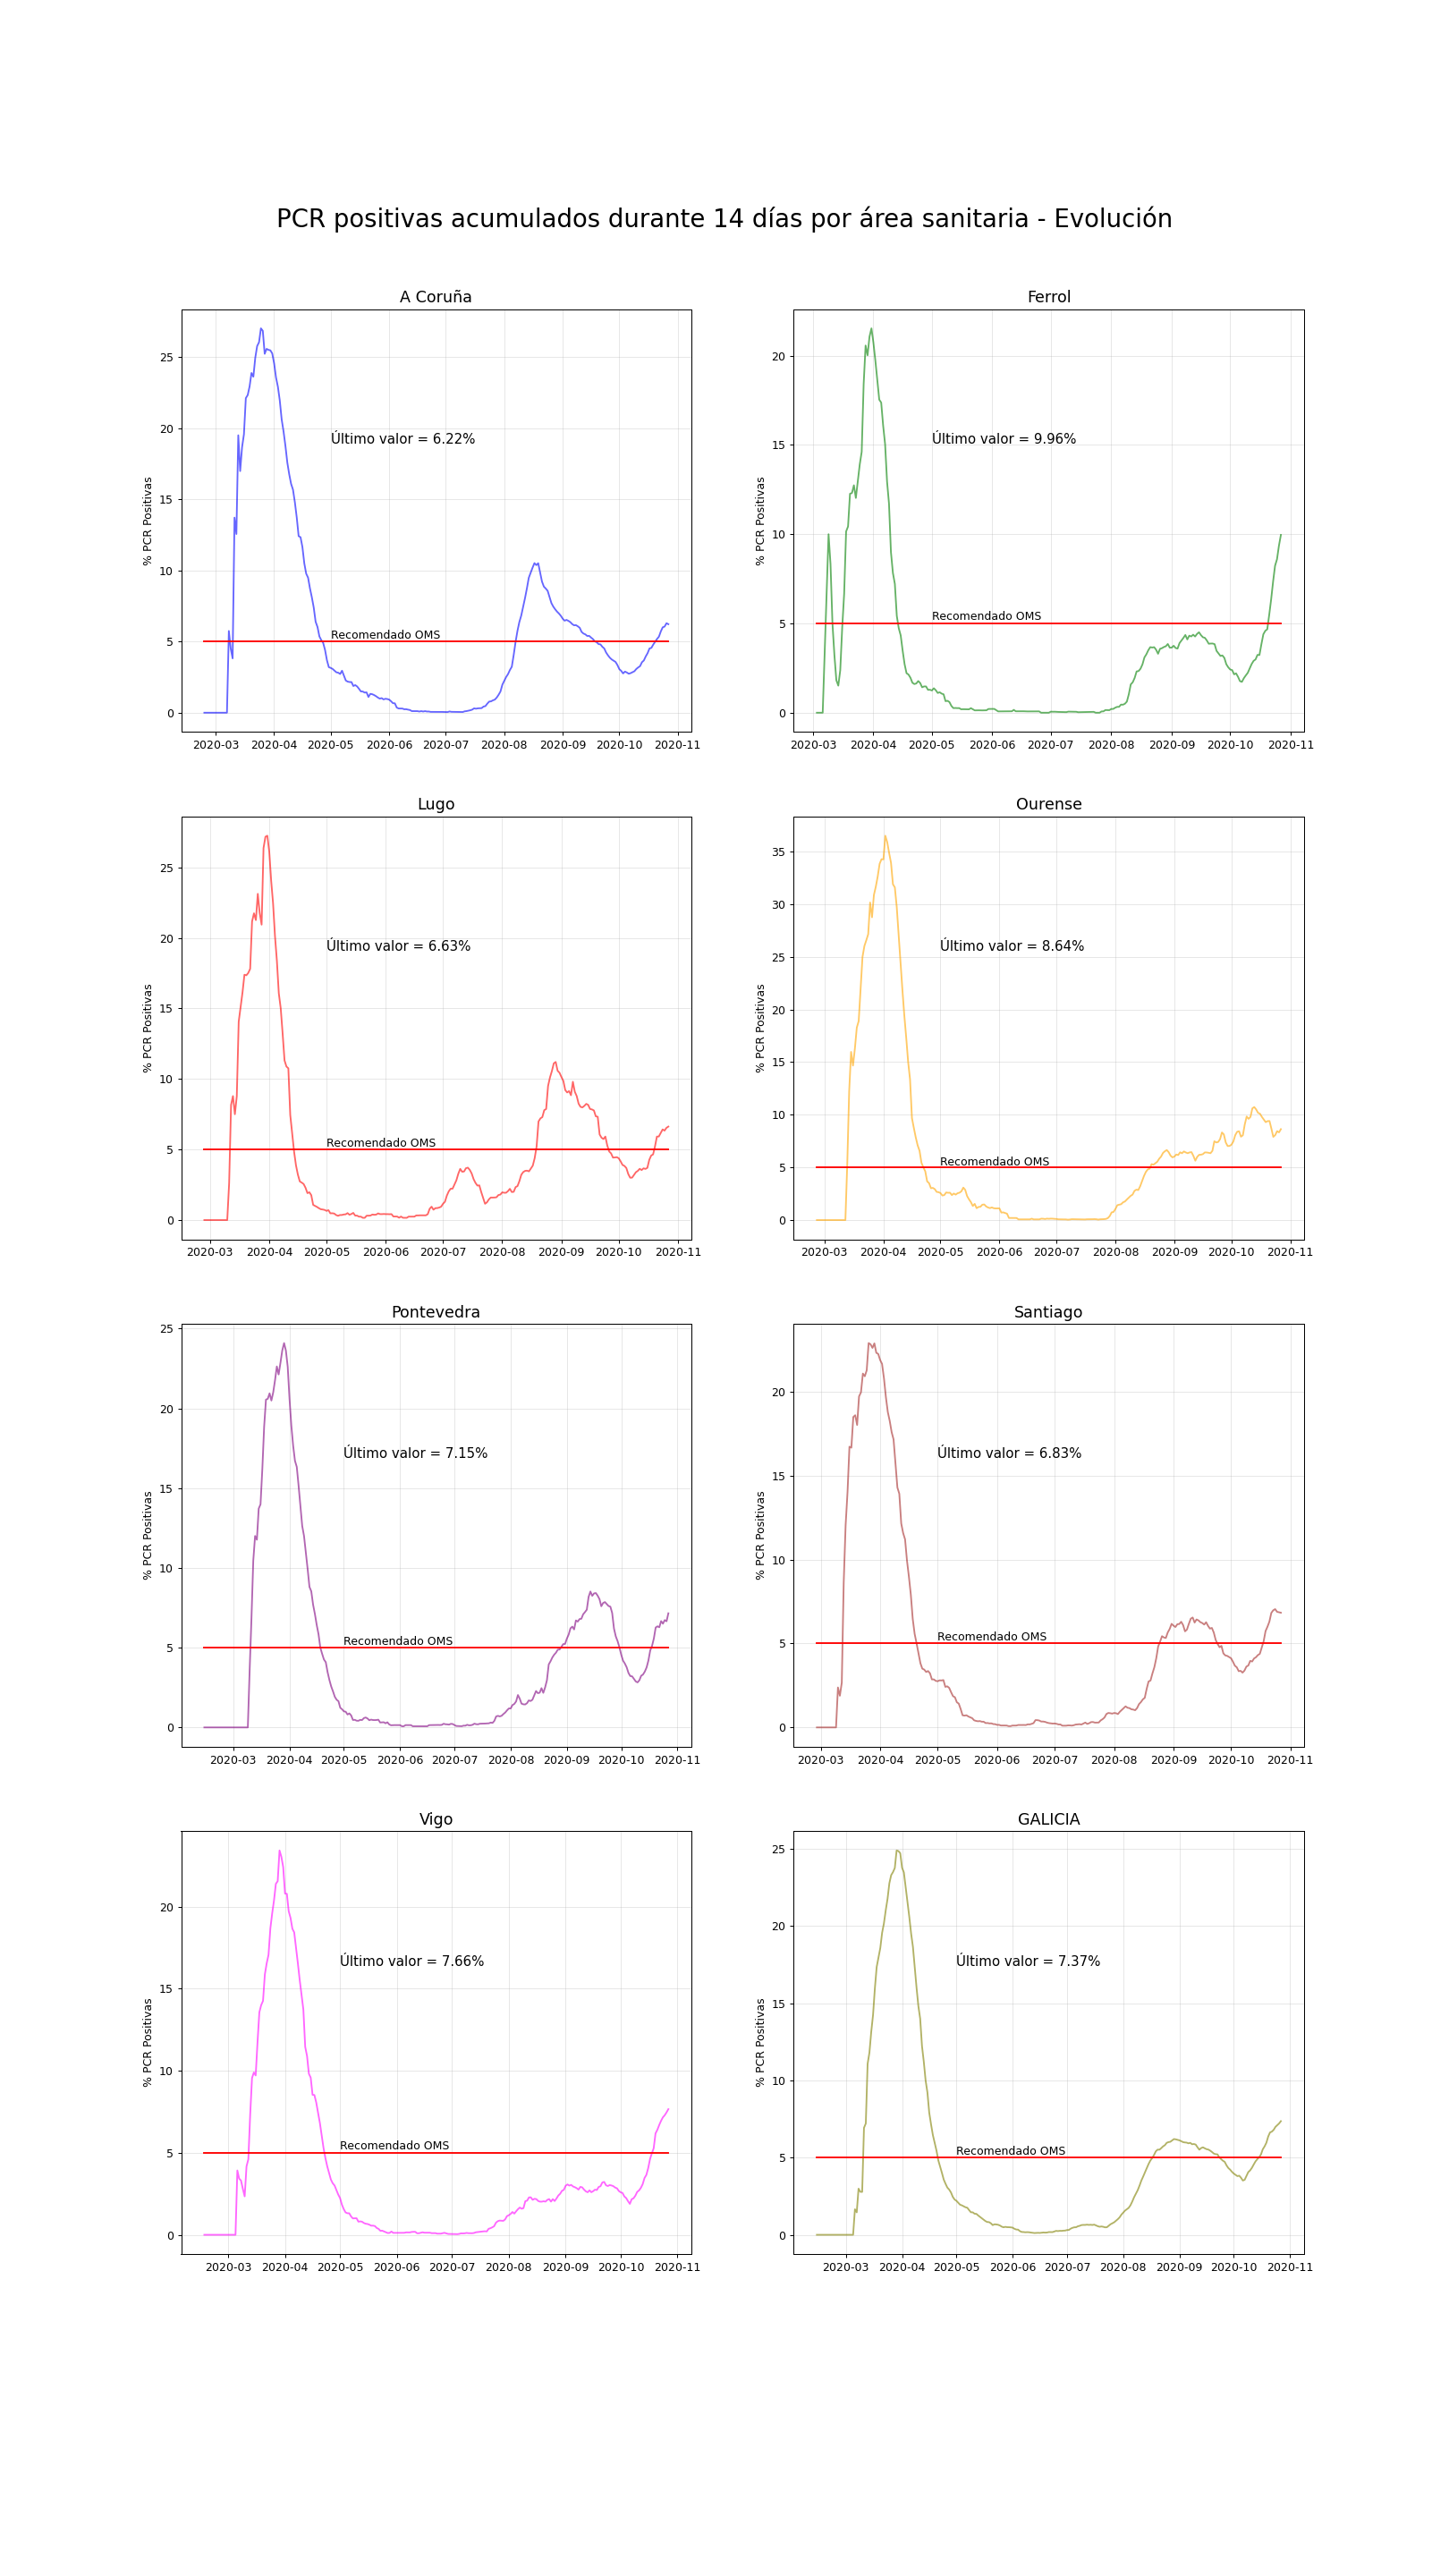 PCR positivas acumulados durante 14 días por área sanitaria - Evolución
A Coruña
% PCR Positivas
25
20
15
10
5
0
Último valor = 6.22%
Recomendado OMS
2020-03 2020-04 2020-05 2020-06 2020-07 2020-08 2020-09 2020-10 2020-11
Ferrol
% PCR Positivas
20
15
10
5
0
Último valor = 9.96%
Recomendado OMS
2020-03 2020-04 2020-05 2020-06 2020-07 2020-08 2020-09 2020-10 2020-11
Lugo
% PCR Positivas
25
20
15
10
5
0
Último valor = 6.63%
Recomendado OMS
2020-03 2020-04 2020-05 2020-06 2020-07 2020-08 2020-09 2020-10 2020-11
Ourense
% PCR Positivas
35
30
25
20
15
10
5
0
Último valor = 8.64%
Recomendado OMS
2020-03 2020-04 2020-05 2020-06 2020-07 2020-08 2020-09 2020-10 2020-11
Pontevedra
% PCR Positivas
25
20
15
10
5
0
Último valor = 7.15%
Recomendado OMS
2020-03 2020-04 2020-05 2020-06 2020-07 2020-08 2020-09 2020-10 2020-11
Santiago
% PCR Positivas
20
15
10
5
0
Último valor = 6.83%
Recomendado OMS
2020-03 2020-04 2020-05 2020-06 2020-07 2020-08 2020-09 2020-10 2020-11
Vigo
% PCR Positivas
20
15
10
5
0
Último valor = 7.66%
Recomendado OMS
2020-03 2020-04 2020-05 2020-06 2020-07 2020-08 2020-09 2020-10 2020-11
GALICIA
% PCR Positivas
25
20
15
10
5
0
Último valor = 7.37%
Recomendado OMS
2020-03 2020-04 2020-05 2020-06 2020-07 2020-08 2020-09 2020-10 2020-11